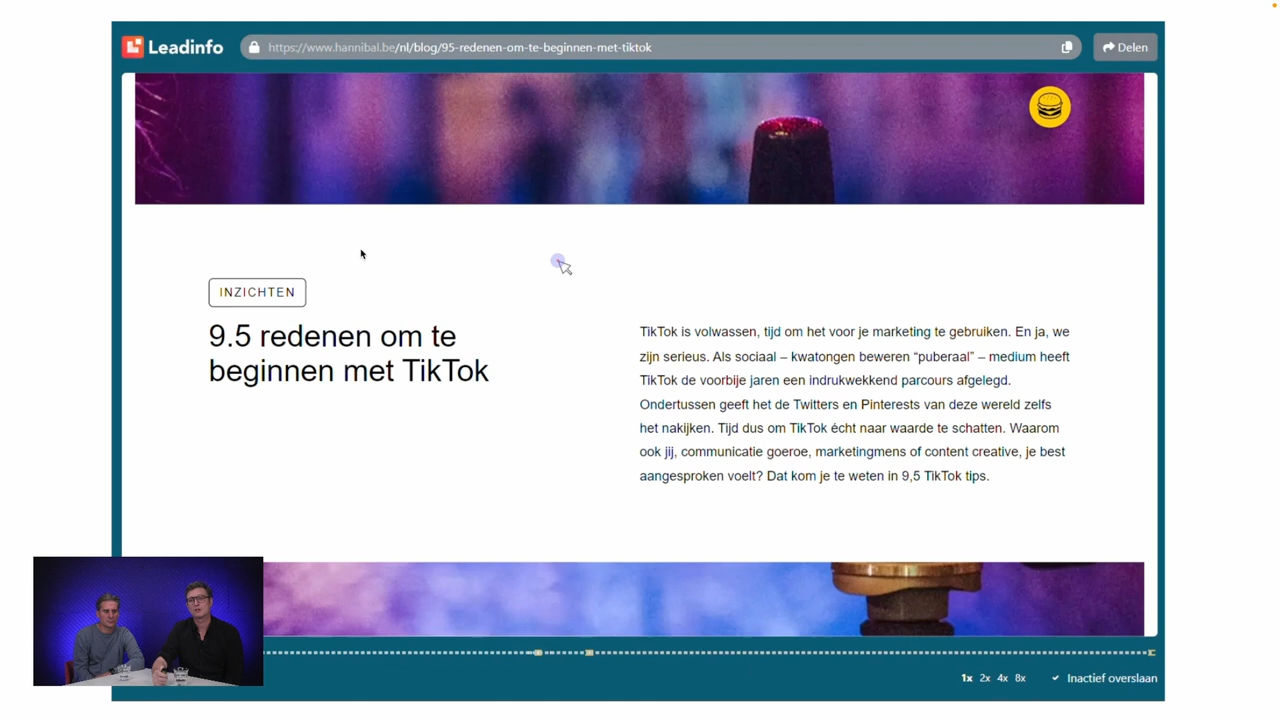 Leadinfo
https://www.hannibal.be/nl/blog/95-redenen-om-te-beginnen-met-tiktok
Delen
INZICHTEN
9.5 redenen om te
beginnen met TikTok
TikTok is volwassen, tijd om het voor je marketing te gebruiken. En ja, we
zijn serieus. Als sociaal – kwatongen beweren “puberaal” – medium heeft
TikTok de voorbije jaren een indrukwekkend parcours afgelegd.
Ondertussen geeft het de Twitters en Pinterests van deze wereld zelfs
het nakijken. Tijd dus om TikTok écht naar waarde te schatten. Waarom
ook jij, communicatie goeroe, marketingmens of content creative, je best
aangesproken voelt? Dat kom je te weten in 9,5 TikTok tips.
1x 2x 4x 8x
Inactief overslaan